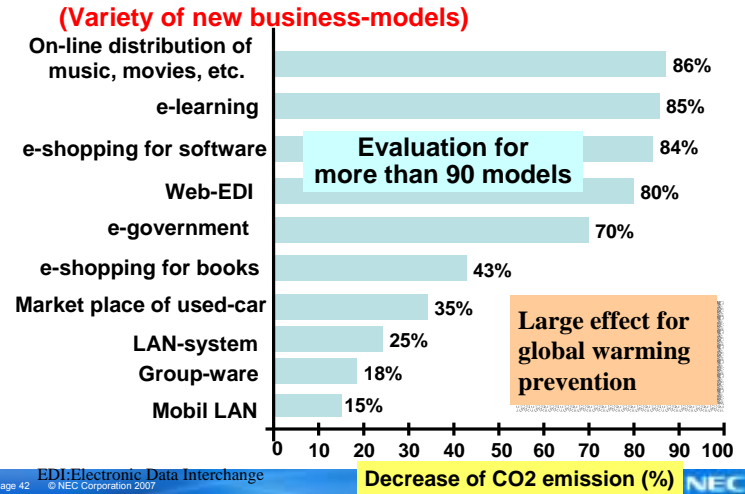 (Variety of new business-models)
On-line distribution of
music, movies, etc.
86%
e-learning
85%
e-shopping for software
84%
Evaluation for
more than 90 models
Web-EDI
80%
e-government
70%
e-shopping for books
43%
Market place of used-car
35%
Large effect for
global warming
prevention
LAN-system
25%
Group-ware
18%
Mobil LAN
15%
0 10 20 30 40 50 60 70 80 90 100
EDI:Electronic Data Interchange
Decrease of CO2 emission (%)
age 42 © NEC Corporation 2007
NEC